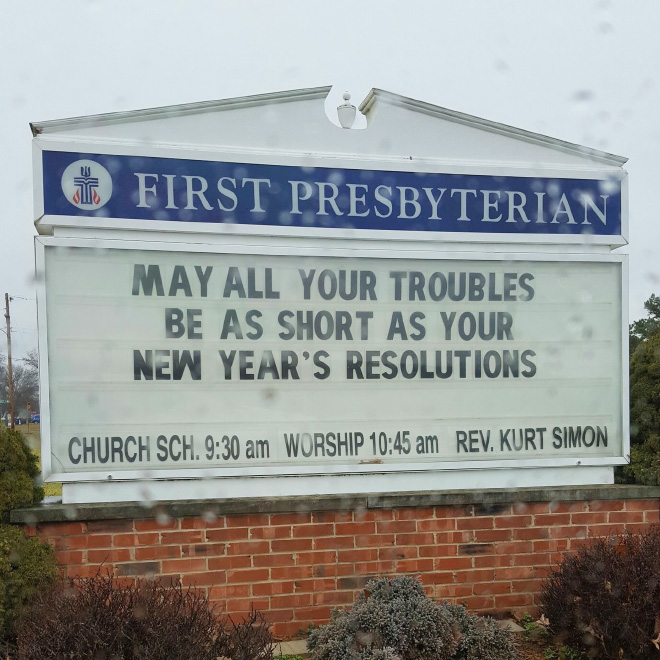 FIRST PRESBYTERIAN
MAY ALL YOUR TROUBLES
BE AS SHORT AS YOUR
NEW YEAR'S RESOLUTIONS
CHURCH SCH. 9:30 am WORSHIP 10:45 am REV. KURT SIMON